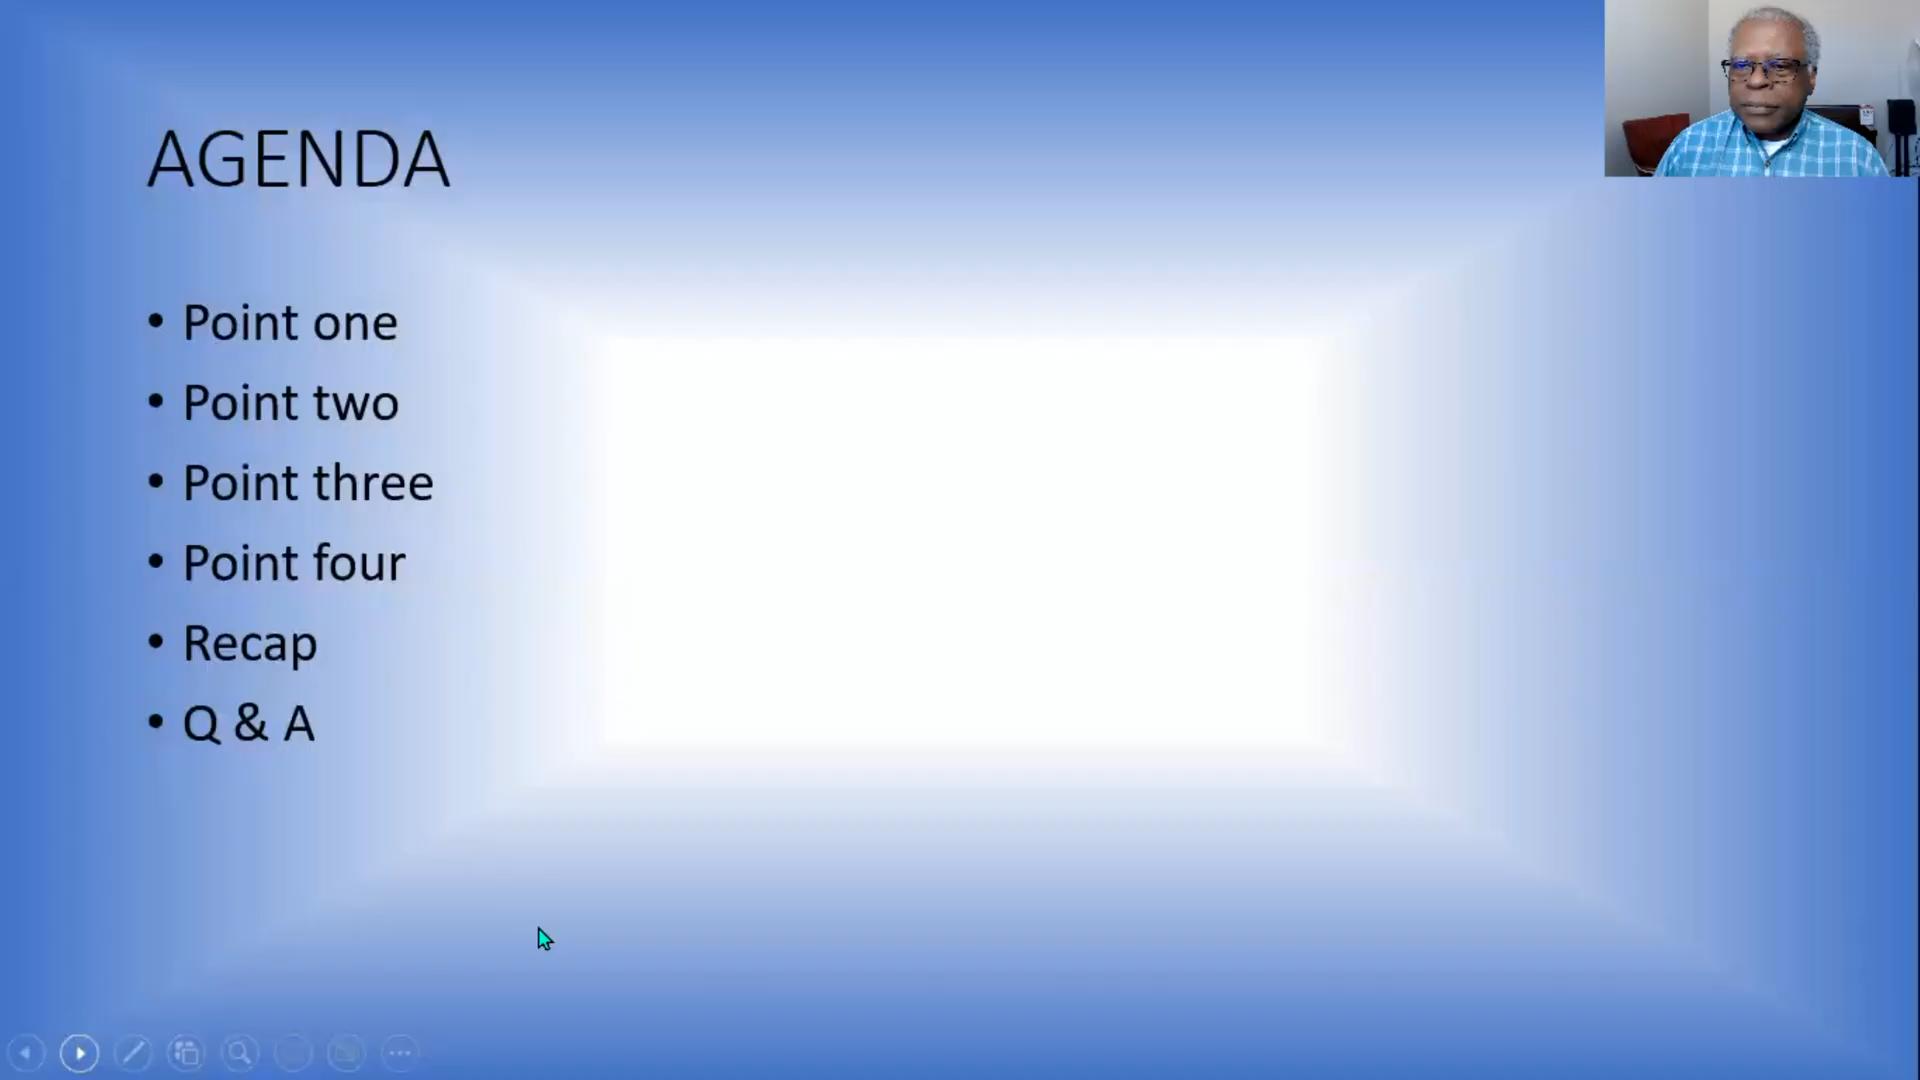 AGENDA
• Point one
• Point two
• Point three
• Point four
• Recap
• Q & A